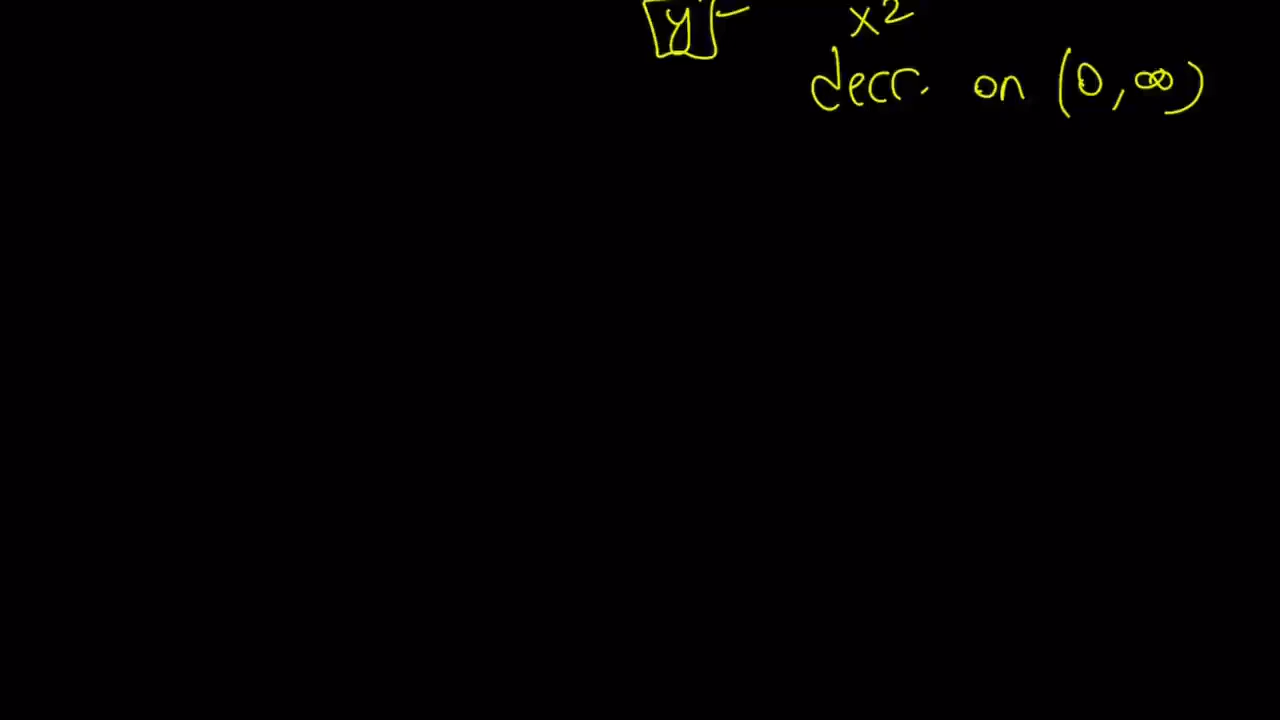 [y] x2
decr. on (0, ∞)